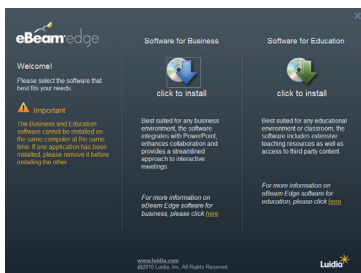 eBeam edge
Welcome!
Please select the software that
best fits your needs.
Important
The Business and Education
software cannot be installed on
the same computer at the same
time. If one application has been
installed, please remove it before
installing the other.
Software for Business
click to install
Best suited for any business
environment, the software
integrates with PowerPoint,
enhances collaboration and
provides a streamlined
approach to interactive
meetings.
For more information on
eBeam Edge software for
business, please click here
Software for Education
click to install
Best suited for any educational
environment or classroom, the
software includes extensive
teaching resources as well as
access to third party content.
For more information on
eBeam Edge software for
education, please click here
www.luidia.com
@2010 Luidia, Inc. All Rights Reserved.
Luidia